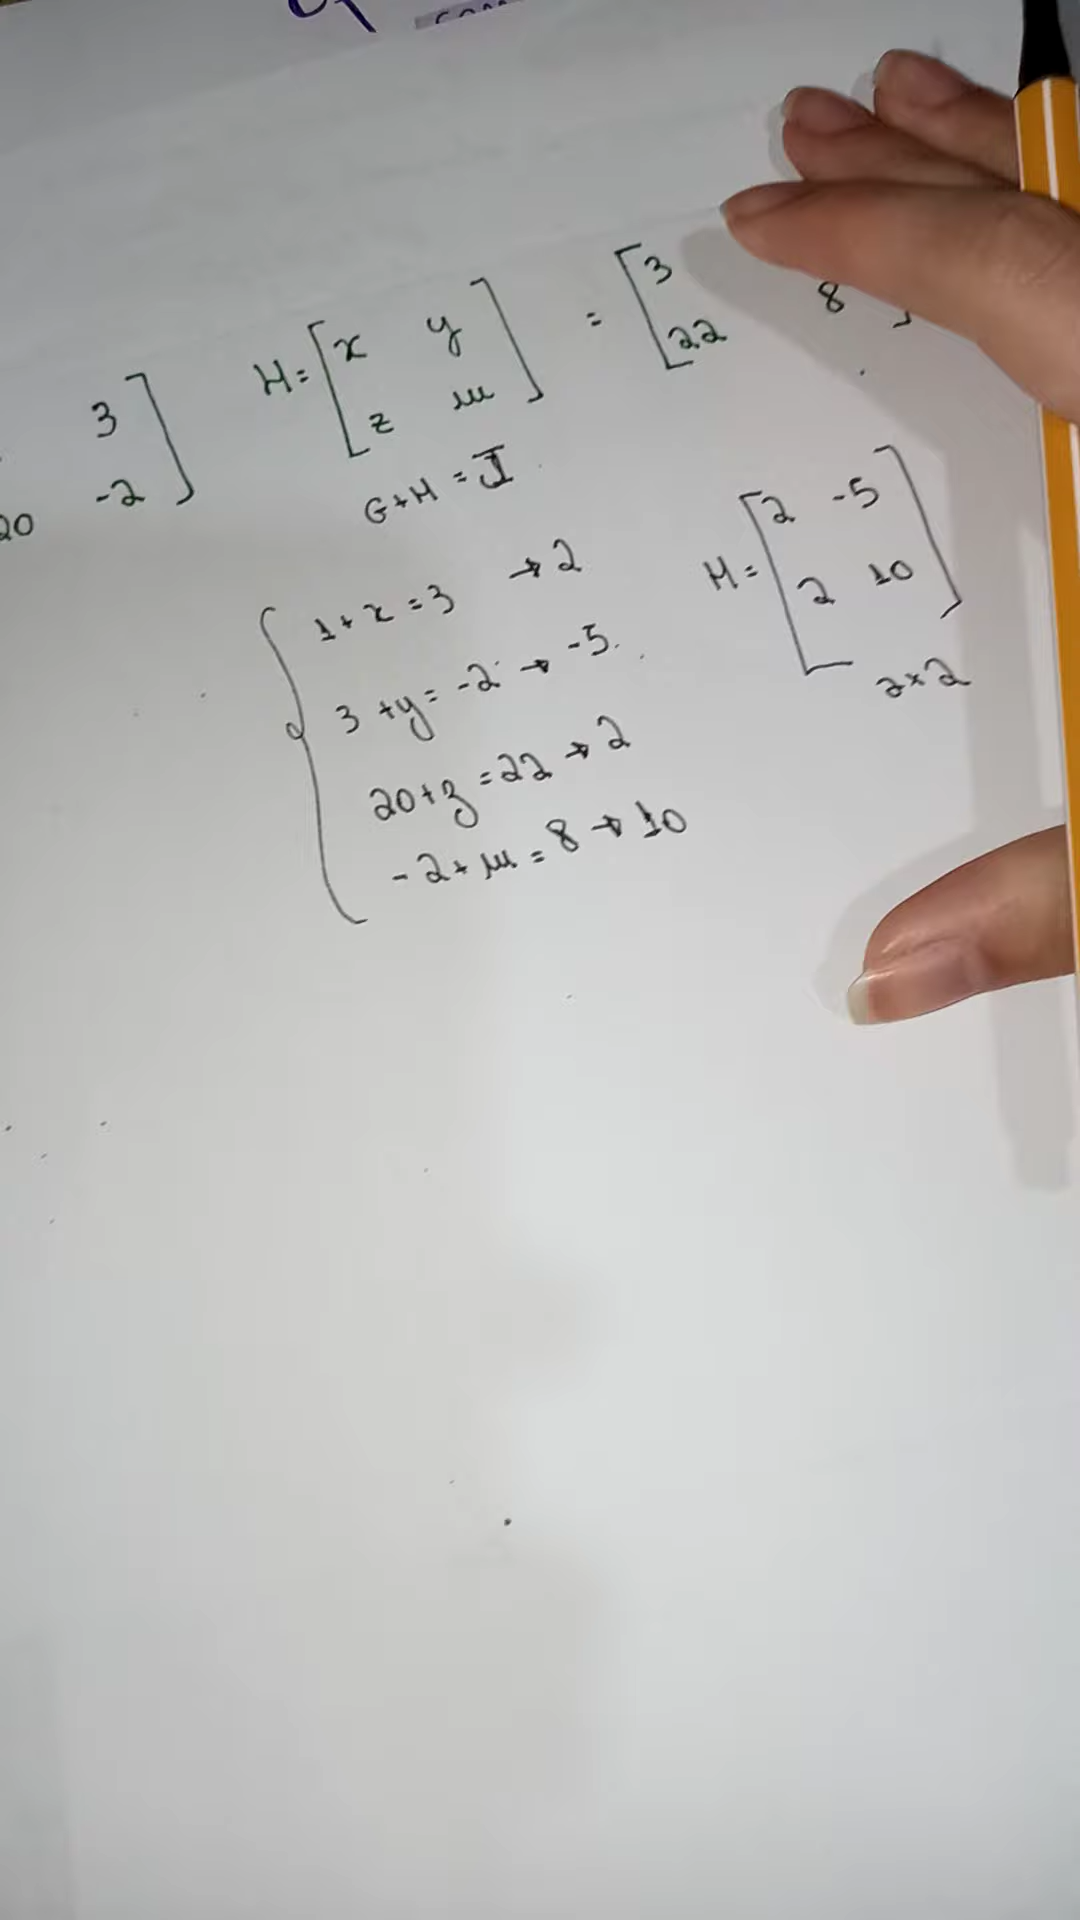 3
20 -2
H= [ x y
z w ] = [ 3
22 8 ]
G+H = J
1+x = 3 → 2
3 +y = -2 → -5.
20+z = 22 → 2
-2+w = 8 → 10
H = [ 2 -5
2 10 ]
2×2